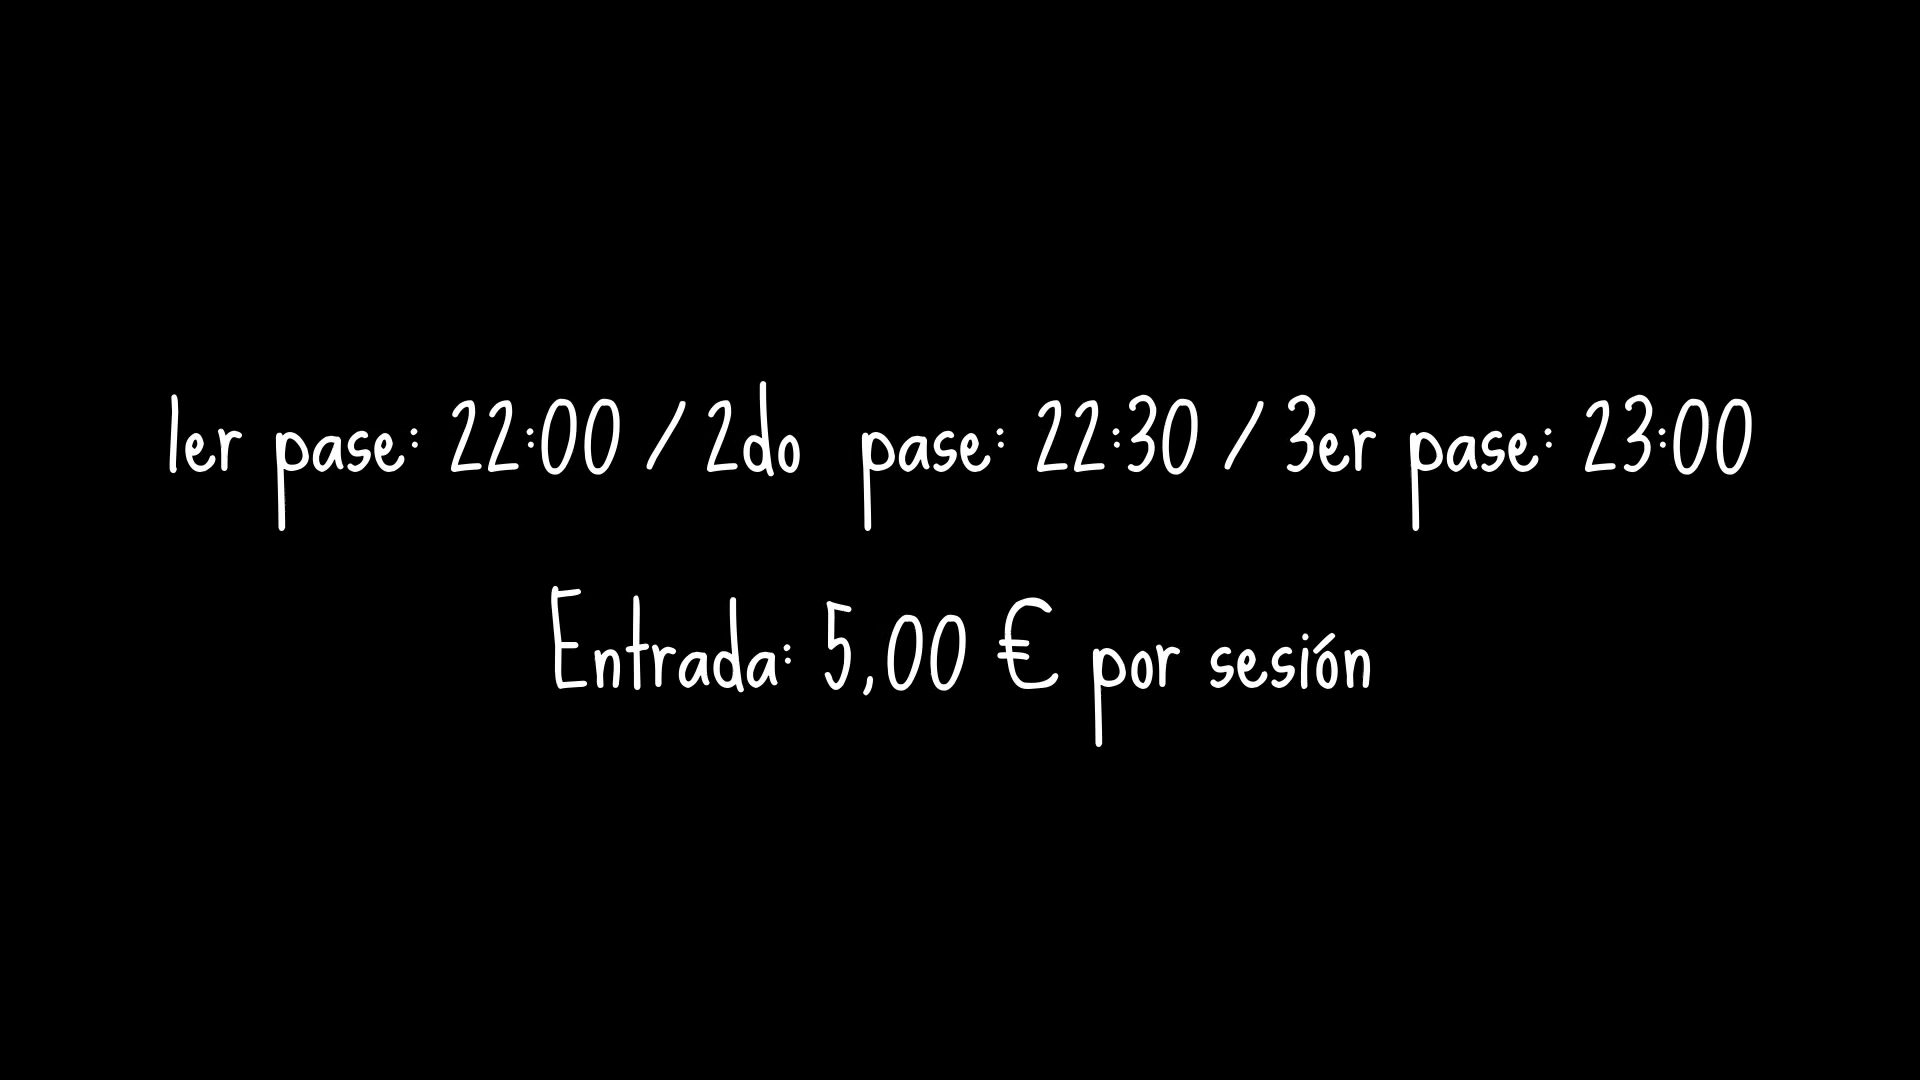 1er pase: 22:00 / 2do pase: 22:30 / 3er pase: 23:00
Entrada: 5,00 € por sesión